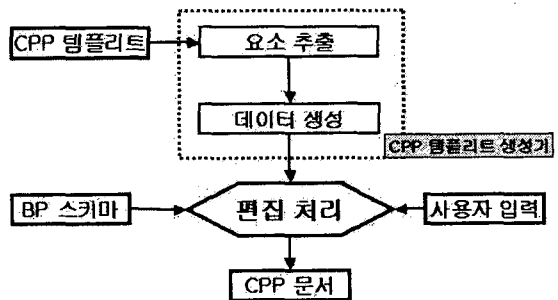 CPP 템플리트
요소 추출
데이터 생성
CPP 템플리트 생성기
BP 스키마
편집 처리
사용자 입력
CPP 문서